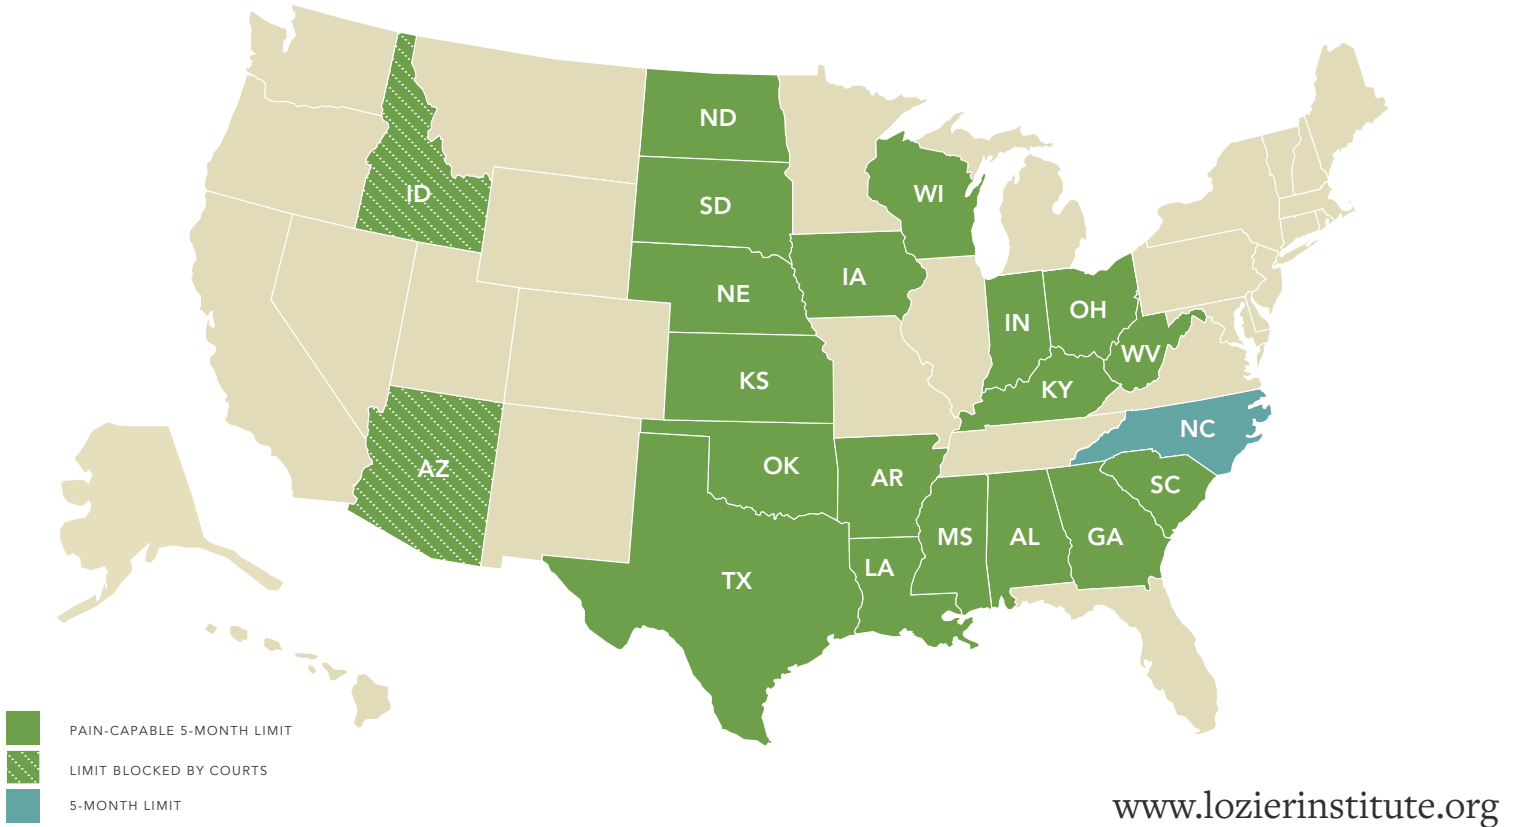 ND
ID
SD
WI
IA
NE
OH
IN
WV
KS
KY
NC
AZ
OK
AR
SC
MS
AL
GA
LA
TX
PAIN-CAPABLE 5-MONTH LIMIT
LIMIT BLOCKED BY COURTS
5-MONTH LIMIT
www.lozierinstitute.org